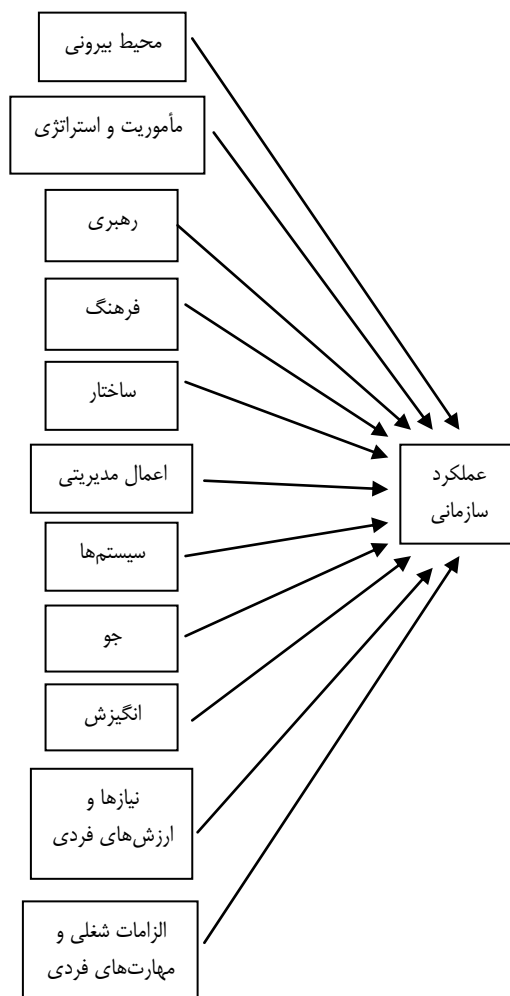 محیط بیرونی
مأموریت و استراتژی
رهبری
فرهنگ
ساختار
اعمال مدیریتی
سیستم‌ها
جو
انگیزش
نیازها و
ارزش‌های فردی
الزامات شغلی و
مهارت‌های فردی
عملکرد
سازمانی